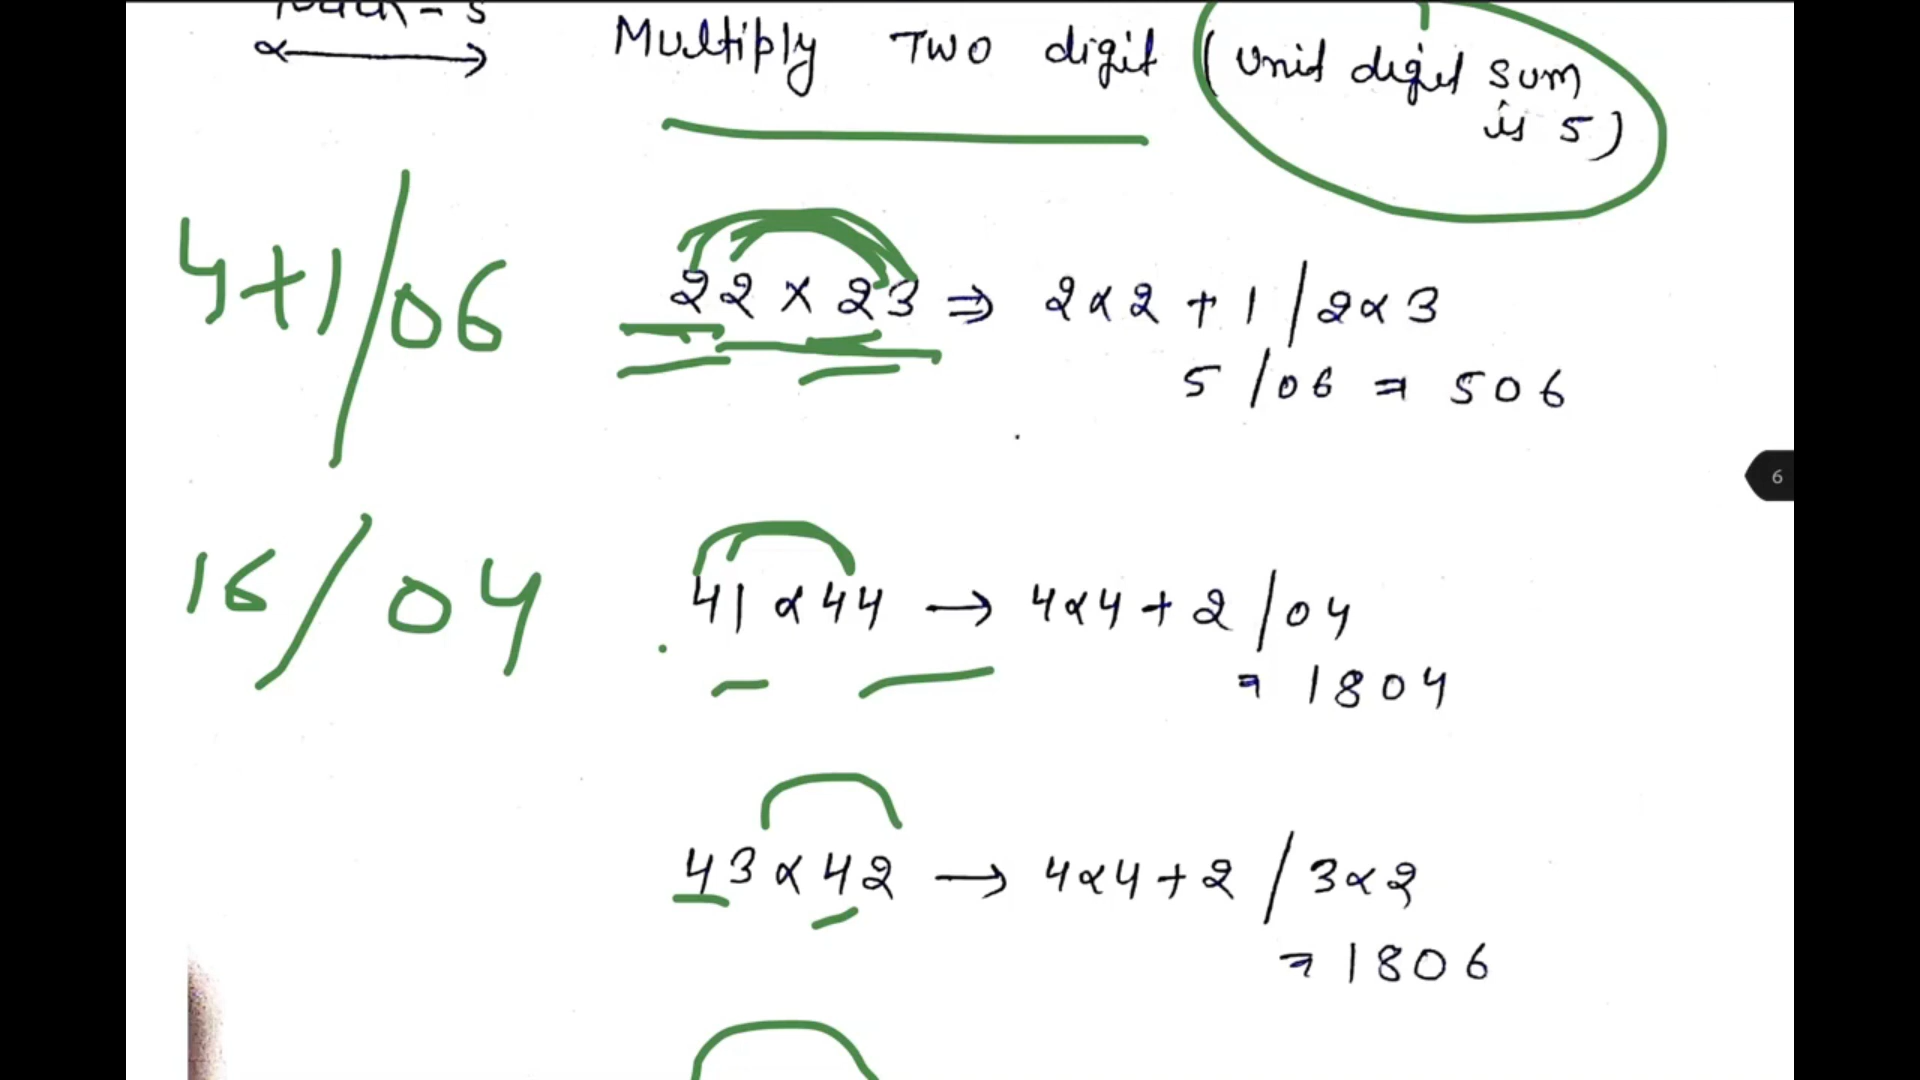 Multiply Two digit (Unit digit sum
is 5)
4+1/06
22 x 23 ⇒ 2x2 + 1 / 2x3
5 /06 = 506
6
16/04
41 x 44 → 4x4 + 2 /04
= 1804
43 x 42 → 4x4 + 2 / 3x2
= 1806